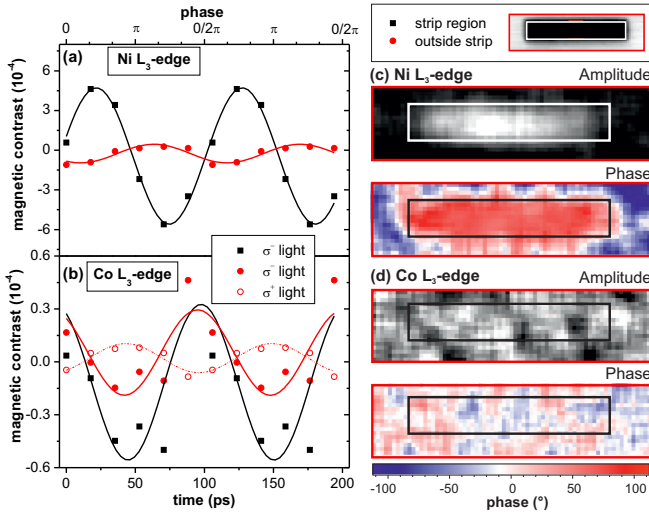 phase
0 π 0/2π π 0/2π
(a) Ni L₃-edge
6
3
0
-3
-6
magnetic contrast (10⁻⁴)
0.6
σ⁻ light
σ⁻ light
σ⁺ light
(b) Co L₃-edge
0.3
0.0
-0.3
-0.6
magnetic contrast (10⁻⁴)
0 50 100 150 200
time (ps)
strip region
outside strip
(c) Ni L₃-edge Amplitude
Phase
(d) Co L₃-edge Amplitude
Phase
-100 -50 0 50 100
phase (°)